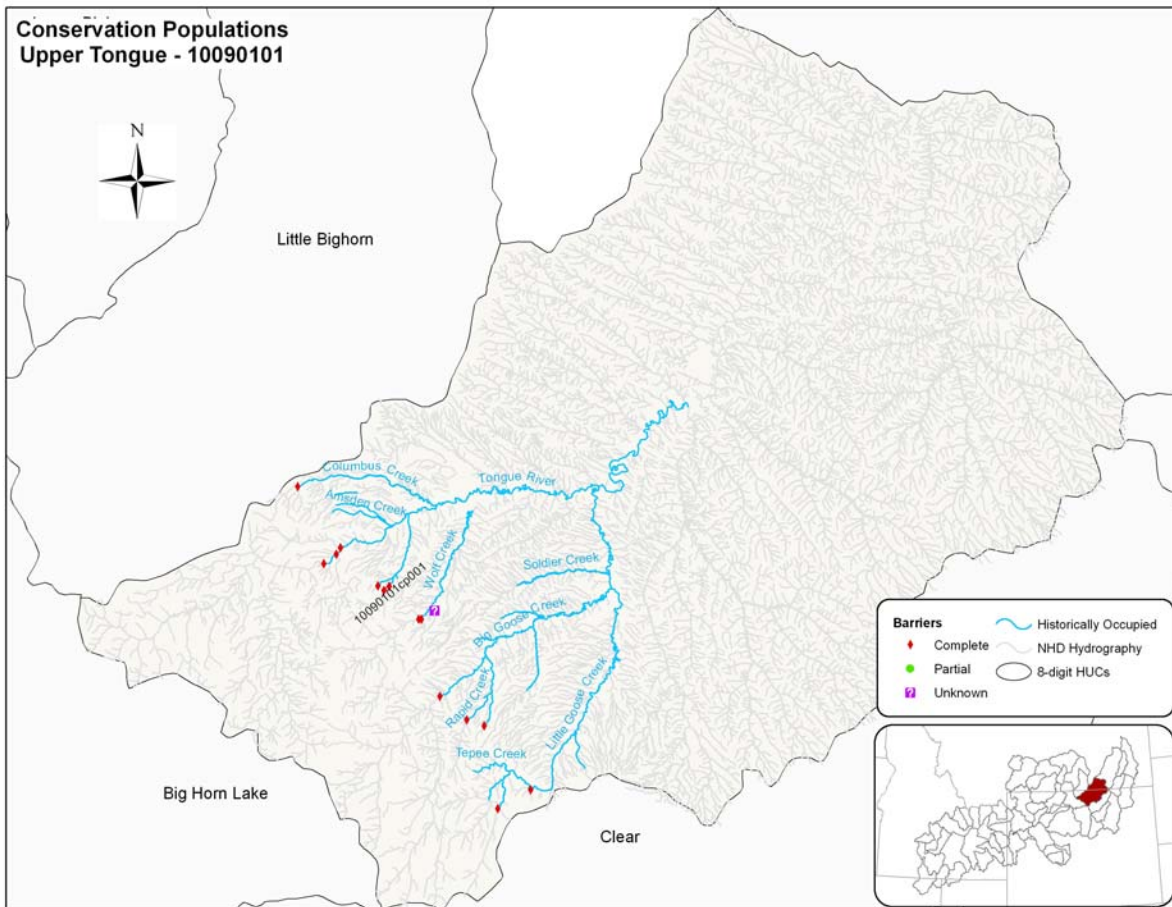 Conservation Populations
Upper Tongue - 10090101
N
Little Bighorn
Columbus Creek
Tongue River
Amsden Creek
Wolf Creek
Soldier Creek
10090101cp001
Big Goose Creek
Rapid Creek
Little Goose Creek
Tepee Creek
Big Horn Lake
Clear
Barriers
Complete
Partial
? Unknown
Historically Occupied
NHD Hydrography
8-digit HUCs
?